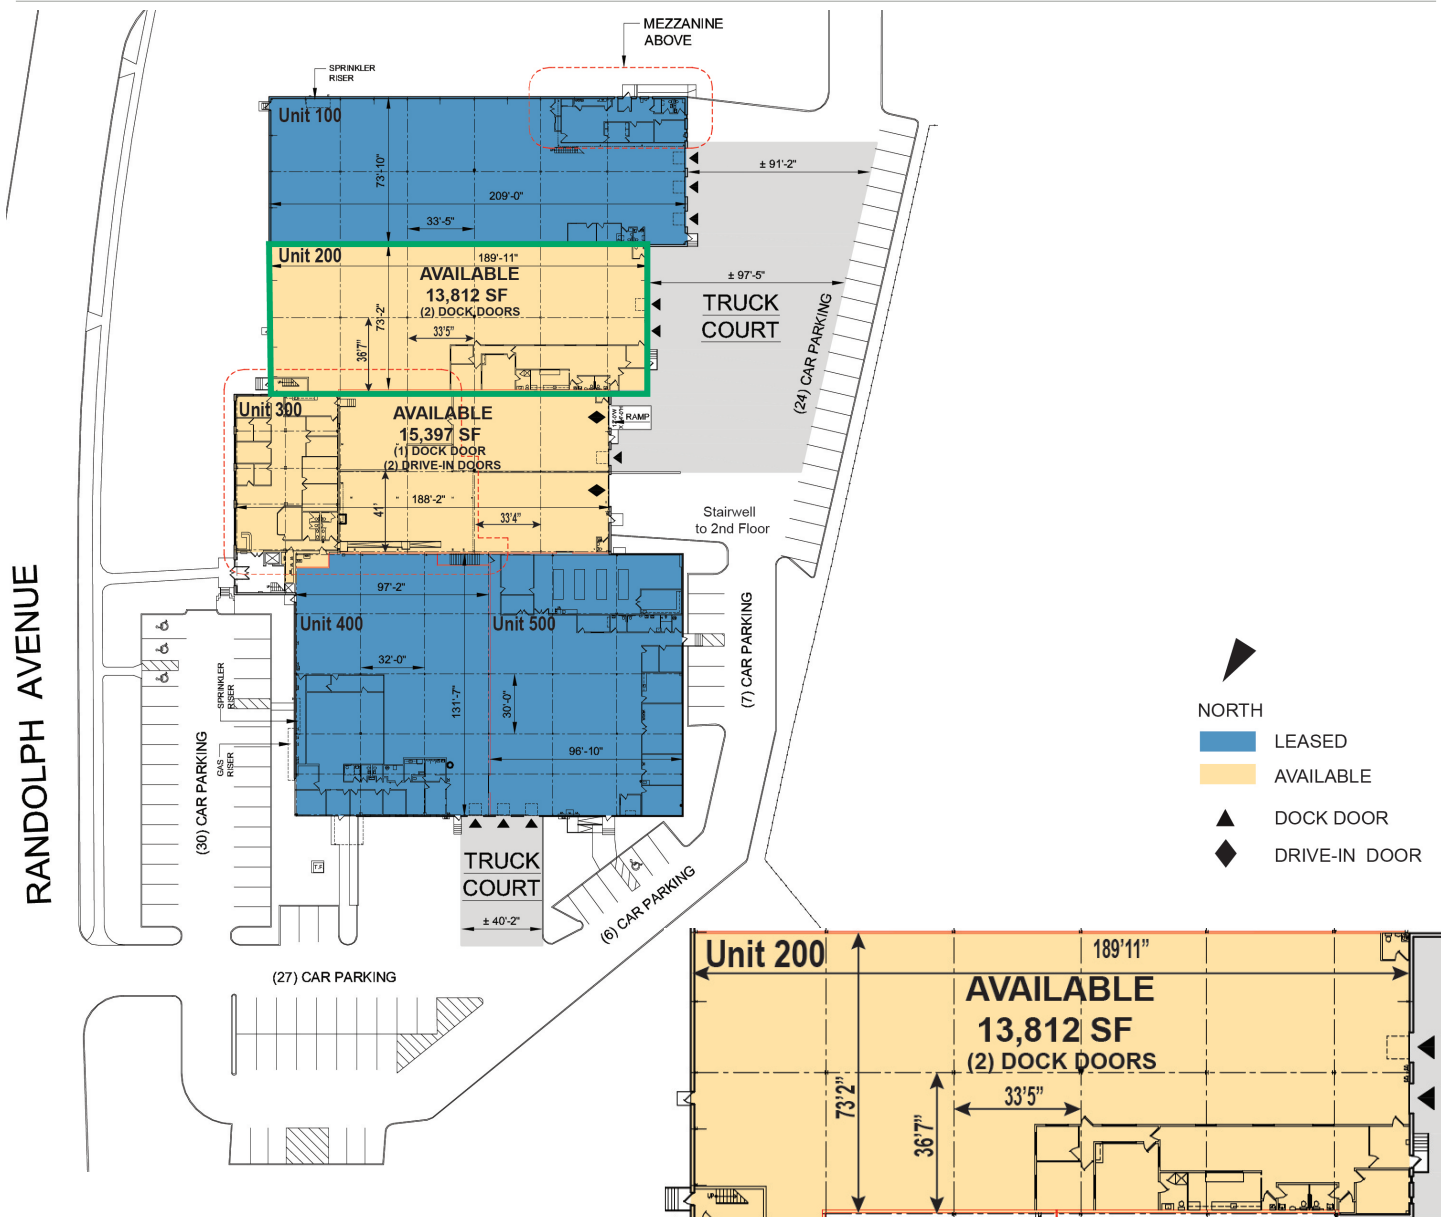 MEZZANINE
ABOVE
SPRINKLER
RISER
Unit 100
73'-10"
209'-0"
33'-5"
± 91'-2"
Unit 200
189'-11"
AVAILABLE
13,812 SF
(2) DOCK DOORS
73'-2"
33'5"
36'7"
± 97'-5"
TRUCK
COURT
(24) CAR PARKING
Unit 300
AVAILABLE
15,397 SF
(1) DOCK DOOR
(2) DRIVE-IN DOORS
RAMP
188'-2"
41'
33'4"
Stairwell
to 2nd Floor
97'-2"
Unit 400
Unit 500
32'-0"
131'-7"
30'-0"
96'-10"
(7) CAR PARKING
SPRINKLER
RISER
GAS
RISER
(30) CAR PARKING
RANDOLPH AVENUE
TRUCK
COURT
± 40'-2"
(6) CAR PARKING
(27) CAR PARKING
NORTH
LEASED
AVAILABLE
DOCK DOOR
DRIVE-IN DOOR
Unit 200
189'11"
AVAILABLE
13,812 SF
(2) DOCK DOORS
73'2"
33'5"
36'7"
UP